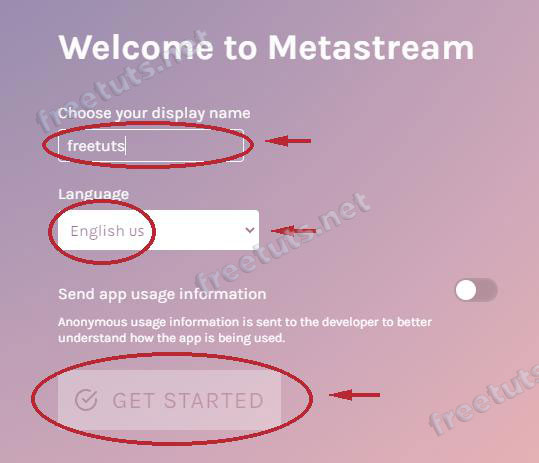 Welcome to Metastream
freetuts.net
Choose your display name
freetuts
Language
English us
freetuts.net
Send app usage information
Anonymous usage information is sent to the developer to better
understand how the app is being used.
GET STARTED
freetuts